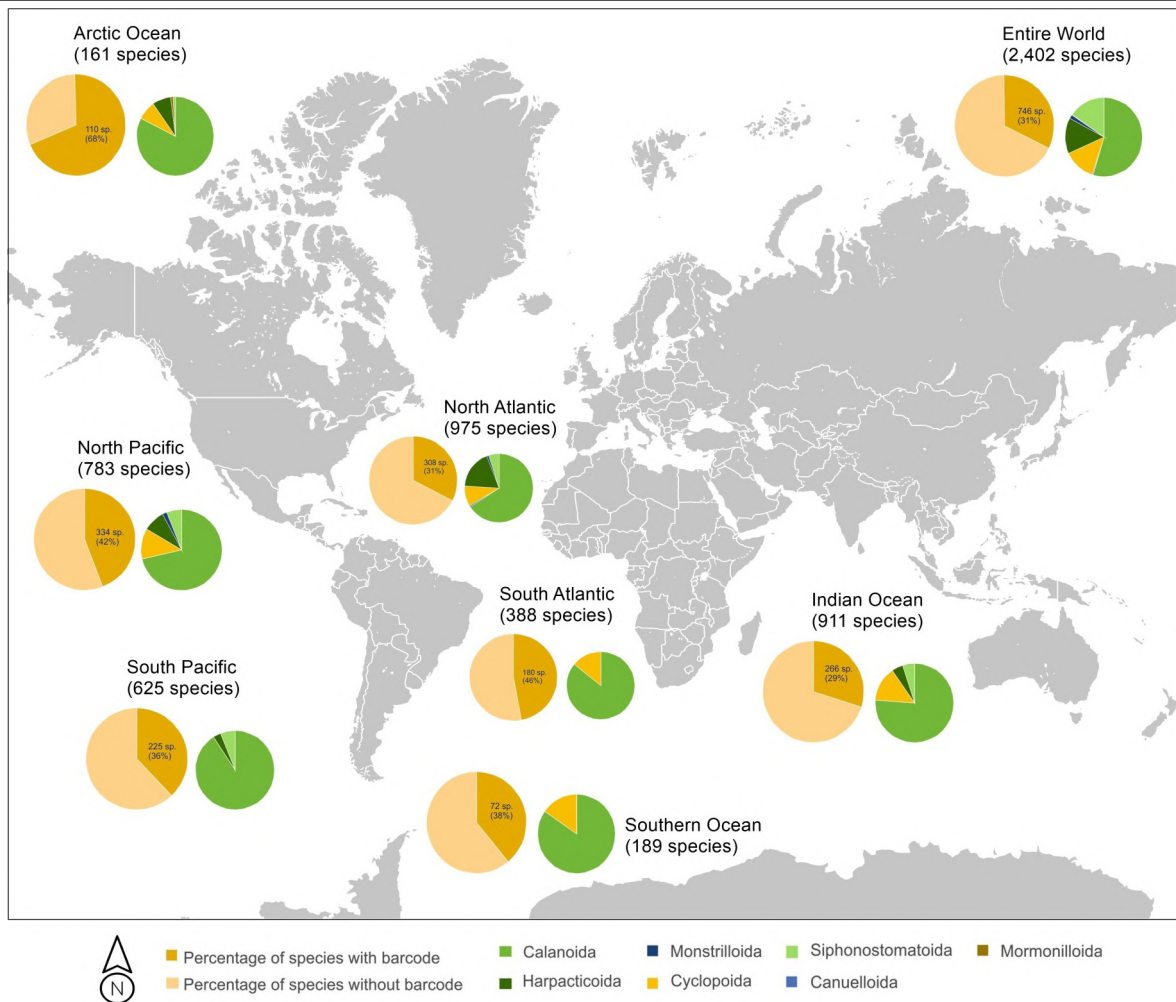 Arctic Ocean
(161 species)
110 sp.
(68%)
Entire World
(2,402 species)
746 sp.
(31%)
North Atlantic
(975 species)
308 sp.
(31%)
North Pacific
(783 species)
334 sp.
(42%)
South Atlantic
(388 species)
180 sp.
(46%)
Indian Ocean
(911 species)
266 sp.
(29%)
South Pacific
(625 species)
225 sp.
(36%)
72 sp.
(38%)
Southern Ocean
(189 species)
N
Percentage of species with barcode
Percentage of species without barcode
Calanoida
Harpacticoida
Monstrilloida
Cyclopoida
Siphonostomatoida
Canuelloida
Mormonilloida